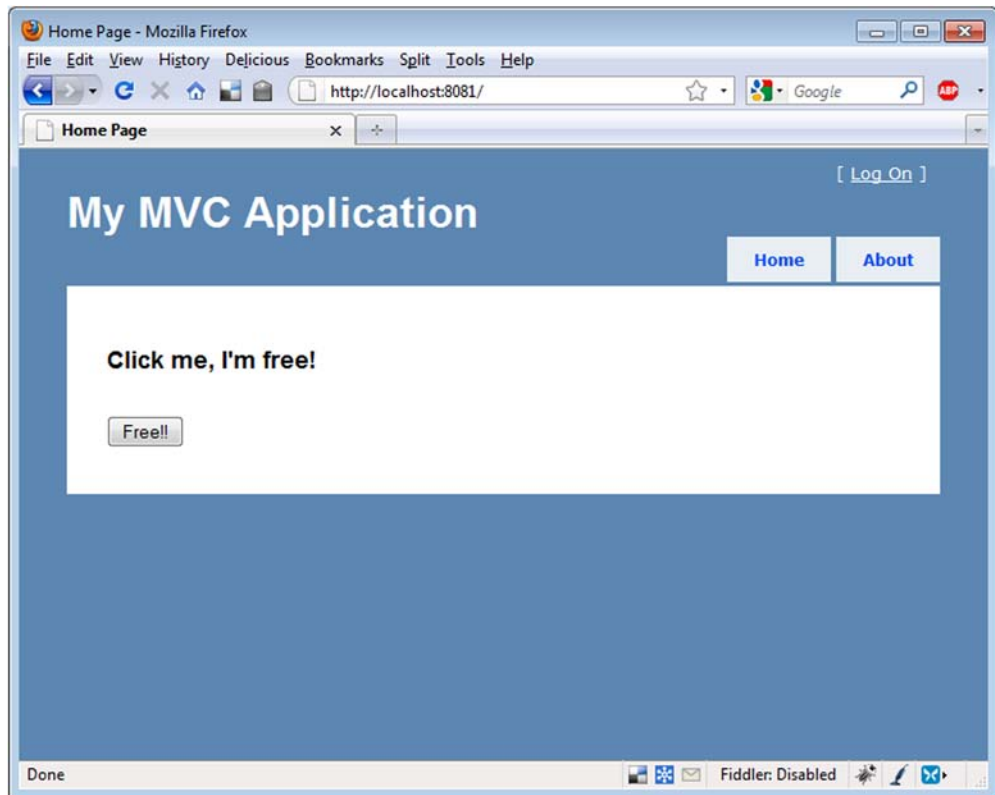 Home Page - Mozilla Firefox
File Edit View History Delicious Bookmarks Split Tools Help
http://localhost:8081/
Google
ABP
Home Page
[ Log On ]
My MVC Application
Home
About
Click me, I'm free!
Free!!
Done
Fiddler: Disabled